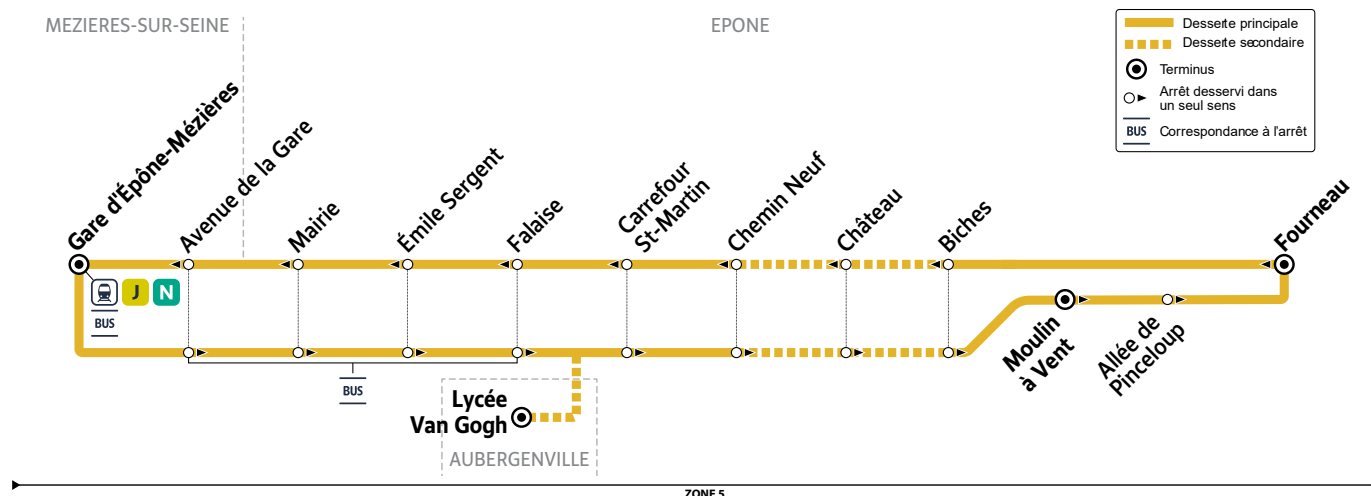 MEZIERES-SUR-SEINE
EPONE
Desserte principale
Desserte secondaire
Terminus
Arrêt desservi dans
un seul sens
BUS Correspondance à l'arrêt
Gare d'Épône-Mézières
Avenue de la Gare
Mairie
Émile Sergent
Falaise
Carrefour
St-Martin
Chemin Neuf
Château
Biches
Fourneau
J N
BUS
Moulin
à Vent
Allée de
Pinceloup
BUS
Lycée
Van Gogh
AUBERGENVILLE
ZONE 5